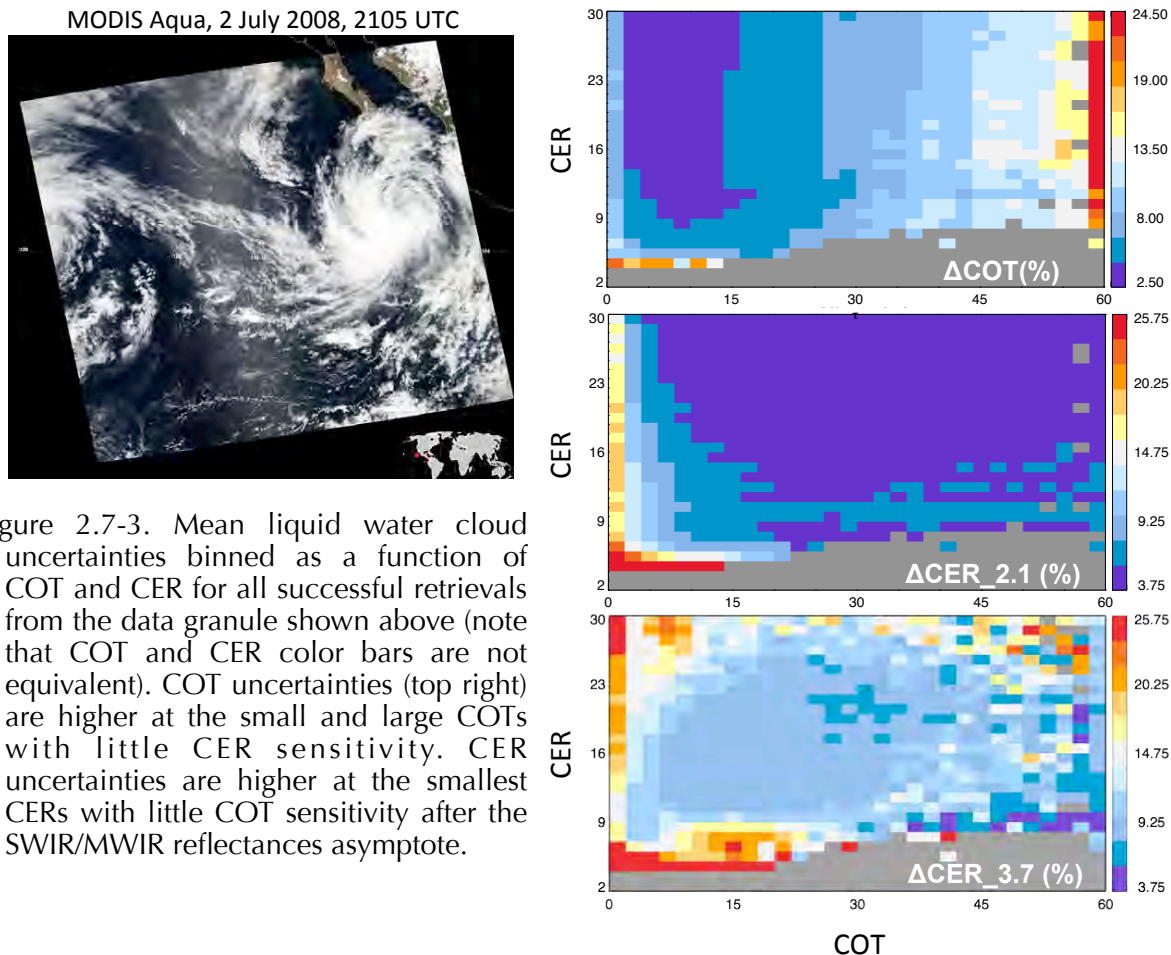 MODIS Aqua, 2 July 2008, 2105 UTC
gure 2.7-3. Mean liquid water cloud
uncertainties binned as a function of
COT and CER for all successful retrievals
from the data granule shown above (note
that COT and CER color bars are not
equivalent). COT uncertainties (top right)
are higher at the small and large COTs
with little CER sensitivity. CER
uncertainties are higher at the smallest
CERs with little COT sensitivity after the
SWIR/MWIR reflectances asymptote.
30
23
16
9
2
CER
0
15
30
45
60
ΔCOT(%)
24.50
19.00
13.50
8.00
2.50
τ
30
23
16
9
2
CER
0
15
30
45
60
ΔCER_2.1 (%)
25.75
20.25
14.75
9.25
3.75
30
23
16
9
2
CER
0
15
30
45
60
ΔCER_3.7 (%)
25.75
20.25
14.75
9.25
3.75
COT